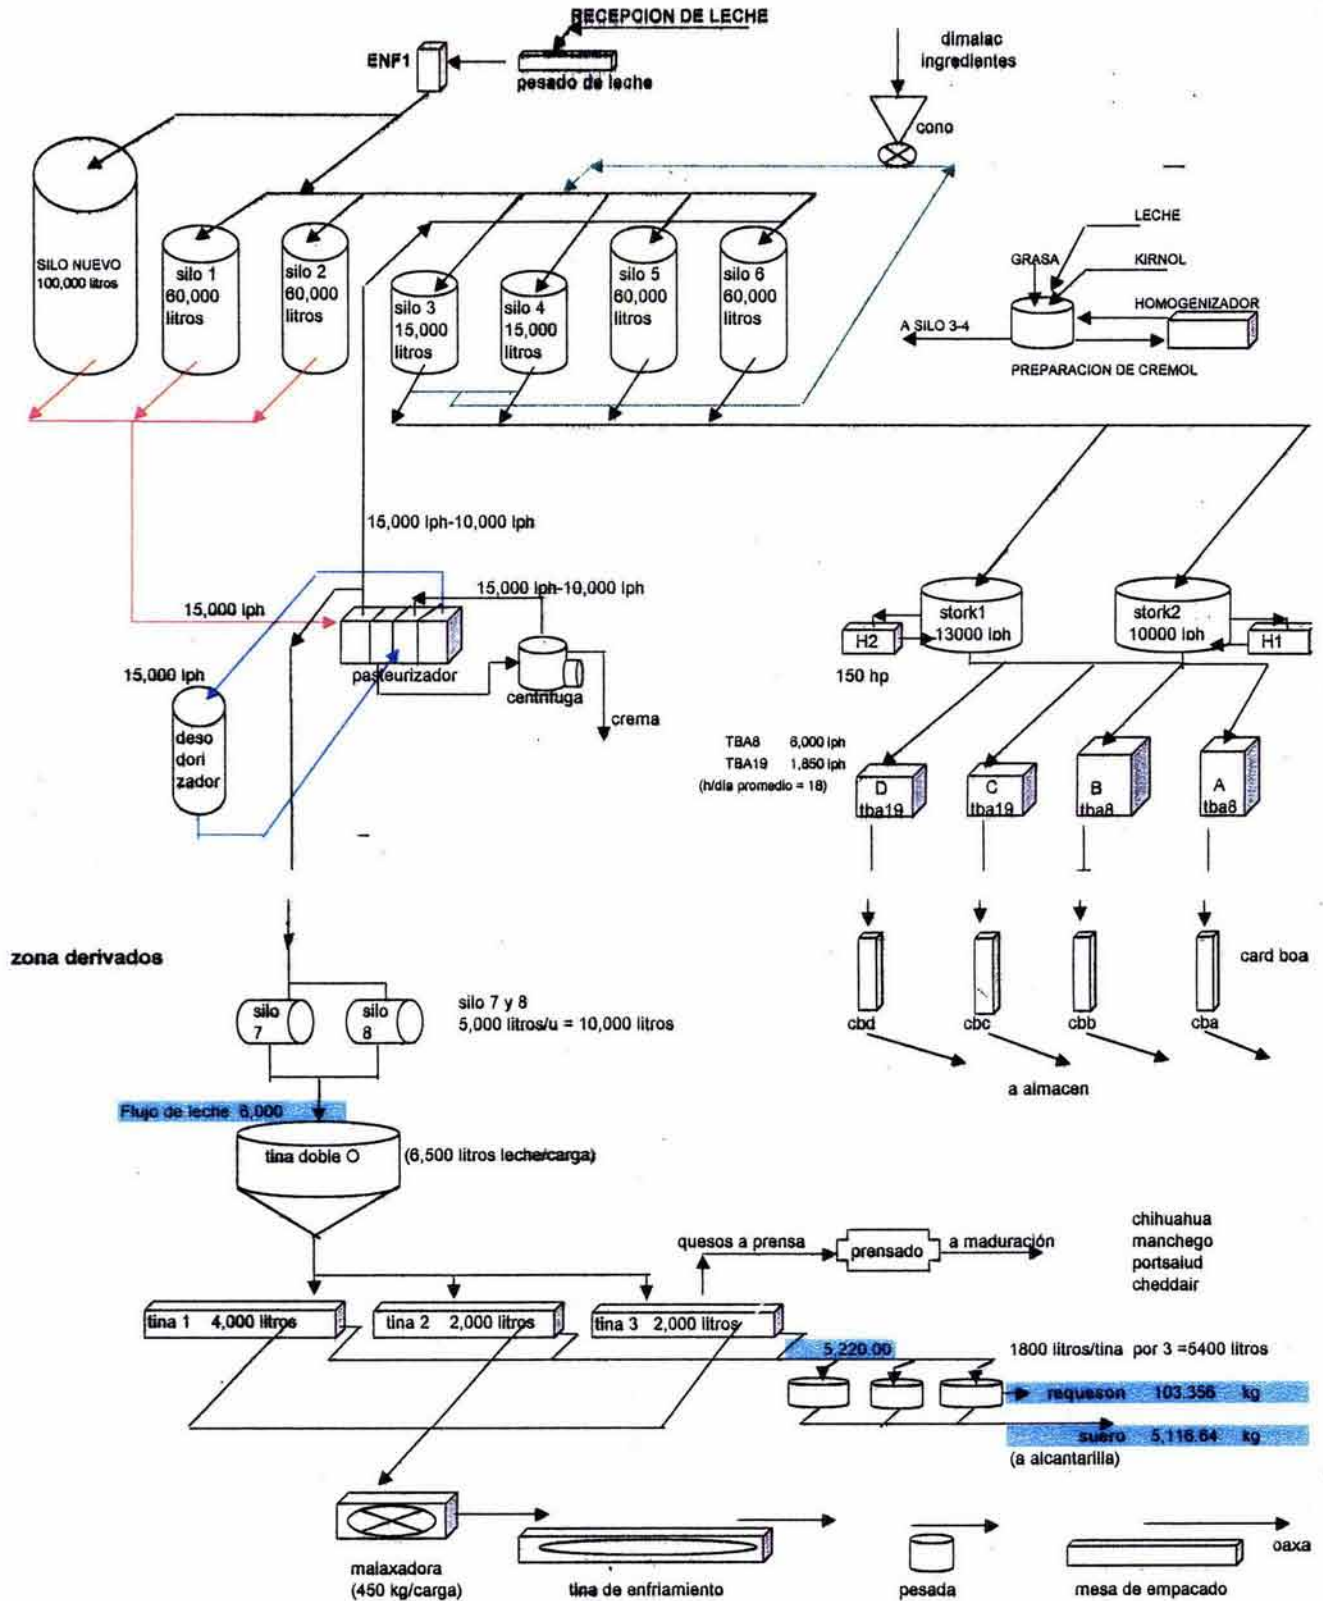 RECEPCION DE LECHE
ENF1
pesado de leche
dimalac
ingredientes
cono
SILO NUEVO
100,000 litros
silo 1
60,000
litros
silo 2
60,000
litros
silo 3
15,000
litros
silo 4
15,000
litros
silo 5
60,000
litros
silo 6
60,000
litros
LECHE
GRASA
KIRNOL
HOMOGENIZADOR
A SILO 3-4
PREPARACION DE CREMOL
15,000 lph-10,000 lph
15,000 lph
15,000 lph-10,000 lph
pasteurizador
centrifuga
crema
15,000 lph
deso
dori
zador
stork1
13000 lph
stork2
10000 lph
H2
H1
150 hp
TBA8 6,000 lph
TBA19 1,850 lph
(h/día promedio = 18)
D
tba19
C
tba19
B
tba8
A
tba8
card boa
cbd
cbc
cbb
cba
a almacen
zona derivados
silo
7
silo
8
silo 7 y 8
5,000 litros/u = 10,000 litros
Flujo de leche 6,000
tina doble O
(6,500 litros leche/carga)
quesos a prensa
prensado
a maduración
chihuahua
manchego
portsalud
cheddair
tina 1 4,000 litros
tina 2 2,000 litros
tina 3 2,000 litros
5,220.00
1800 litros/tina por 3 =5400 litros
requeson 103.356 kg
suero 5,116.64 kg
(a alcantarilla)
malaxadora
(450 kg/carga)
tina de enfriamiento
pesada
mesa de empacado
oaxa